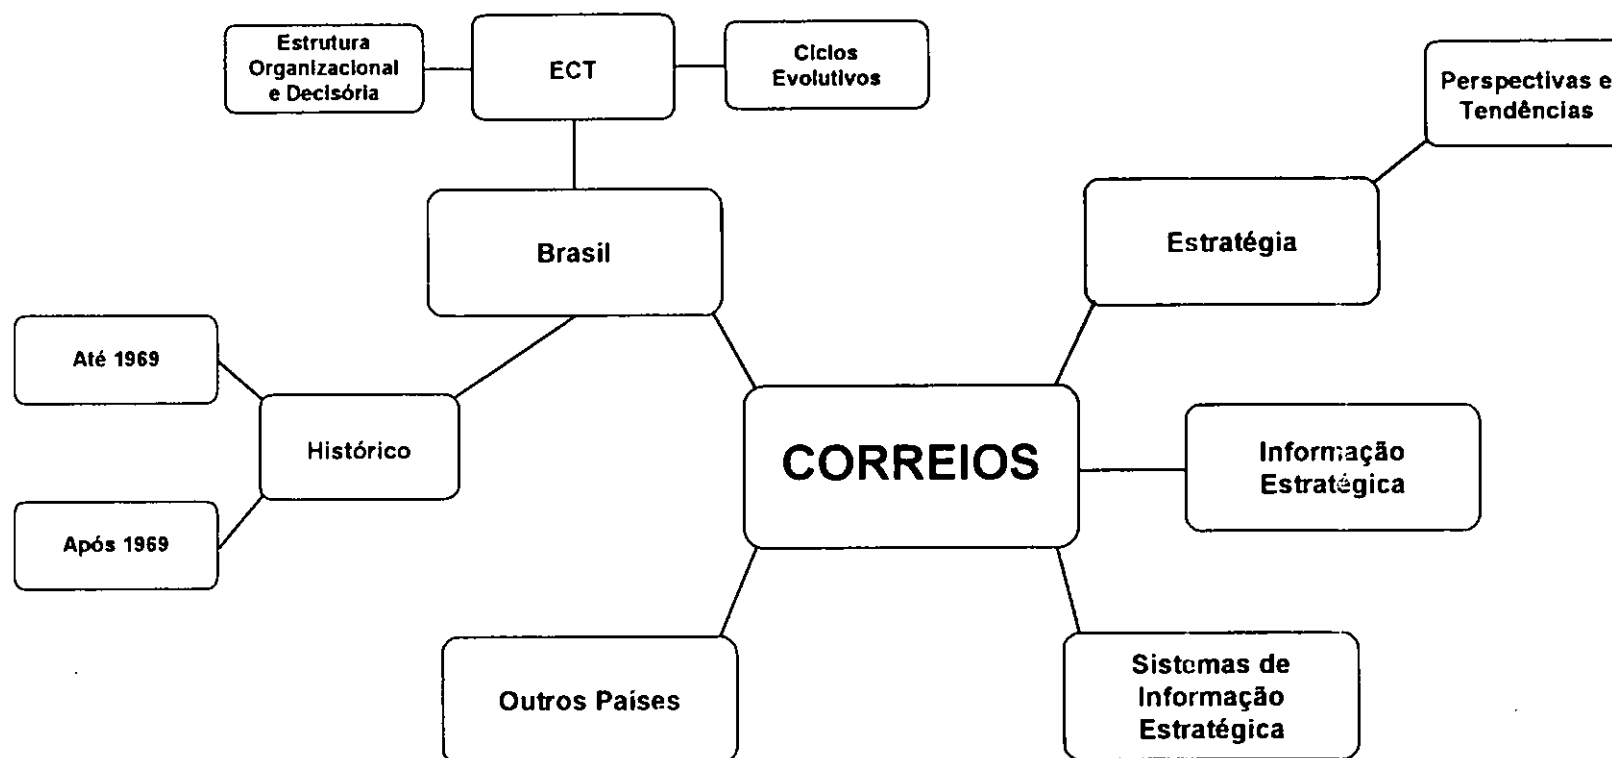 Estrutura
Organizacional
e Decisória
ECT
Ciclos
Evolutivos
Perspectivas e
Tendências
Brasil
Estratégia
Até 1969
Histórico
Após 1969
CORREIOS
Informação
Estratégica
Outros Países
Sistemas de
Informação
Estratégica